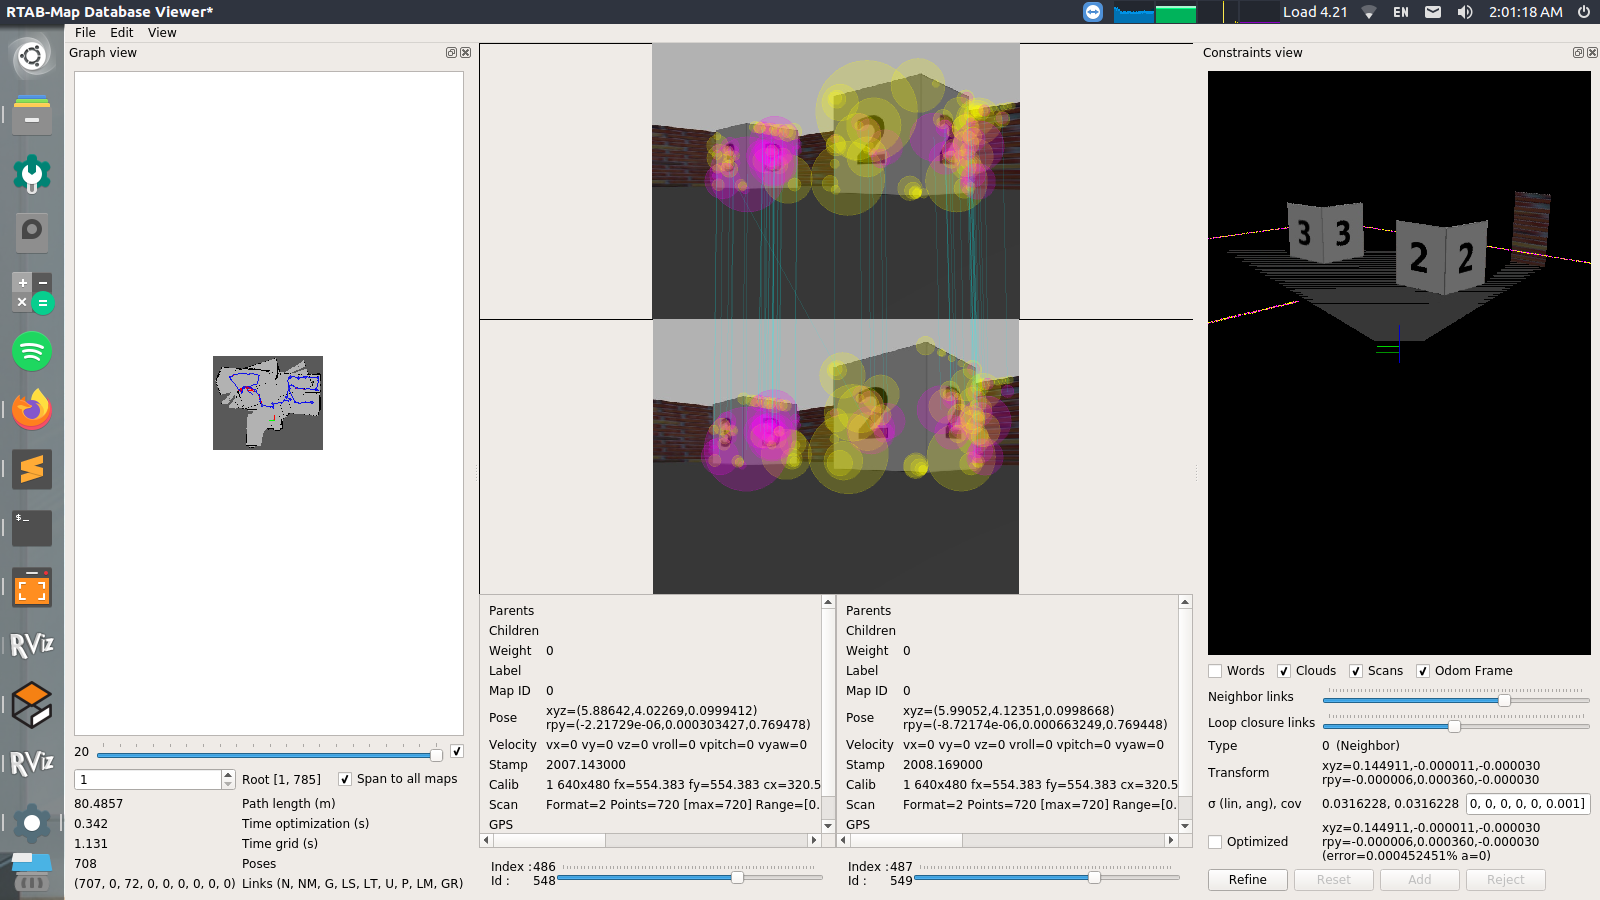 RTAB-Map Database Viewer*
Load 4.21 EN 2:01:18 AM
File Edit View
Graph view
Constraints view
2
2
3 3
2 2
20
1
Root [1, 785]
Span to all maps
80.4857 Path length (m)
0.342 Time optimization (s)
1.131 Time grid (s)
708 Poses
(707, 0, 72, 0, 0, 0, 0, 0, 0) Links (N, NM, G, LS, LT, U, P, LM, GR)
Parents
Children
Weight 0
Label
Map ID 0
Pose xyz=(5.88642,4.02269,0.0999412)
rpy=(-2.21729e-06,0.000303427,0.769478)
Velocity vx=0 vy=0 vz=0 vroll=0 vpitch=0 vyaw=0
Stamp 2007.143000
Calib 1 640x480 fx=554.383 fy=554.383 cx=320.5
Scan Format=2 Points=720 [max=720] Range=[0.
GPS
Index : 486
Id : 548
Parents
Children
Weight 0
Label
Map ID 0
Pose xyz=(5.99052,4.12351,0.0998668)
rpy=(-8.72174e-06,0.000663249,0.769448)
Velocity vx=0 vy=0 vz=0 vroll=0 vpitch=0 vyaw=0
Stamp 2008.169000
Calib 1 640x480 fx=554.383 fy=554.383 cx=320.5
Scan Format=2 Points=720 [max=720] Range=[0.
GPS
Index : 487
Id : 549
Words Clouds Scans Odom Frame
Neighbor links
Loop closure links
Type 0 (Neighbor)
Transform xyz=0.144911,-0.000011,-0.000030
rpy=-0.000006,0.000360,-0.000030
σ (lin, ang), cov 0.0316228, 0.0316228 0, 0, 0, 0, 0, 0.001]
Optimized xyz=0.144911,-0.000011,-0.000030
rpy=-0.000006,0.000360,-0.000030
(error=0.000452451% a=0)
Refine Reset Add Reject
$_
RViz
RViz